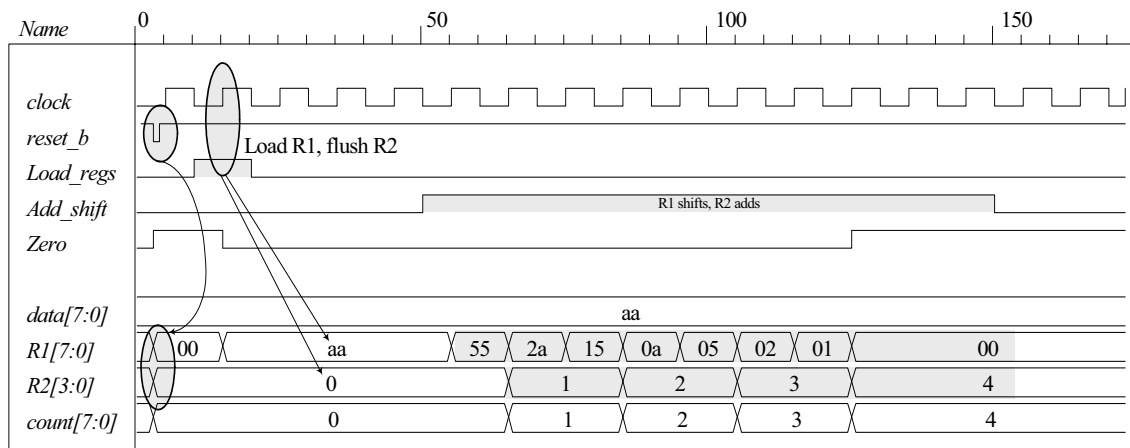 Name 0 50 100 150
clock
reset_b
Load R1, flush R2
Load_regs
Add_shift R1 shifts, R2 adds
Zero
data[7:0] aa
R1[7:0] 00 aa 55 2a 15 0a 05 02 01 00
R2[3:0] 0 1 2 3 4
count[7:0] 0 1 2 3 4